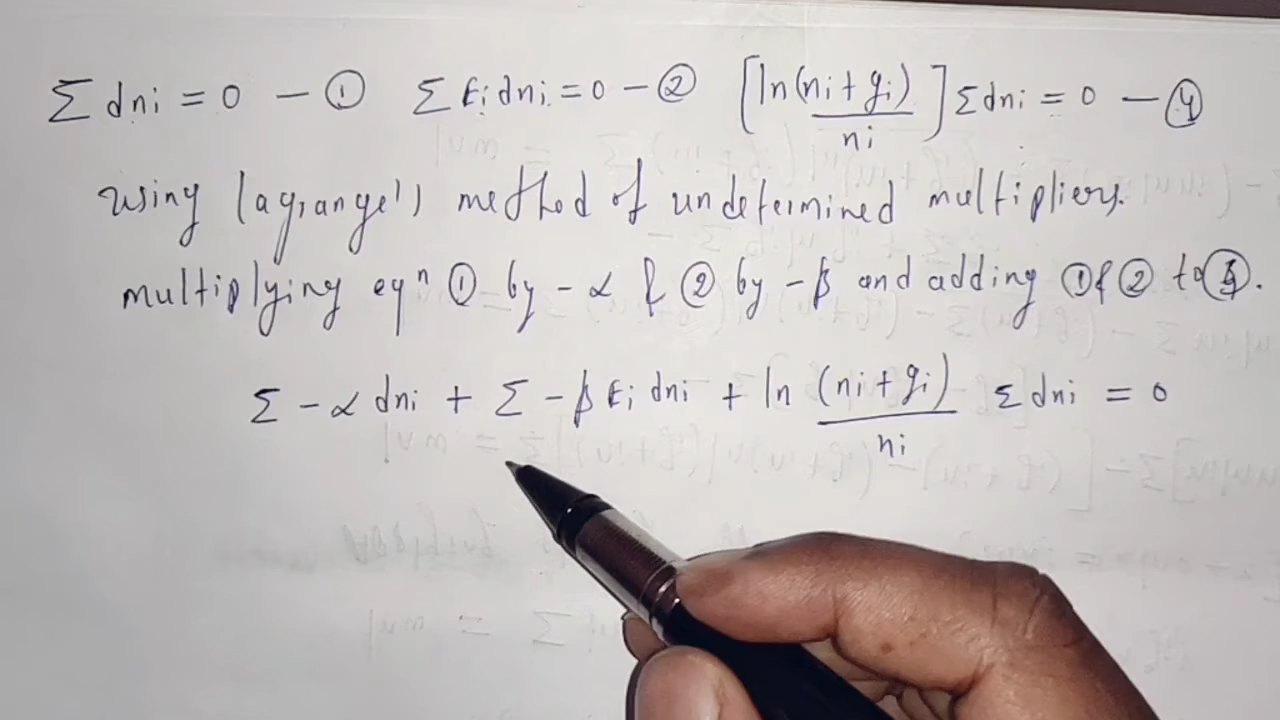 Σ dni = 0 — ① Σ Ei dni = 0 — ② [ln (ni + gi) / ni] Σ dni = 0 — ④
using lagrange's method of undetermined multipliers.
multiplying eqⁿ ① by - α & ② by - β and adding ① & ② to ④.
Σ - α dni + Σ - β Ei dni + ln (ni + gi) / ni Σ dni = 0